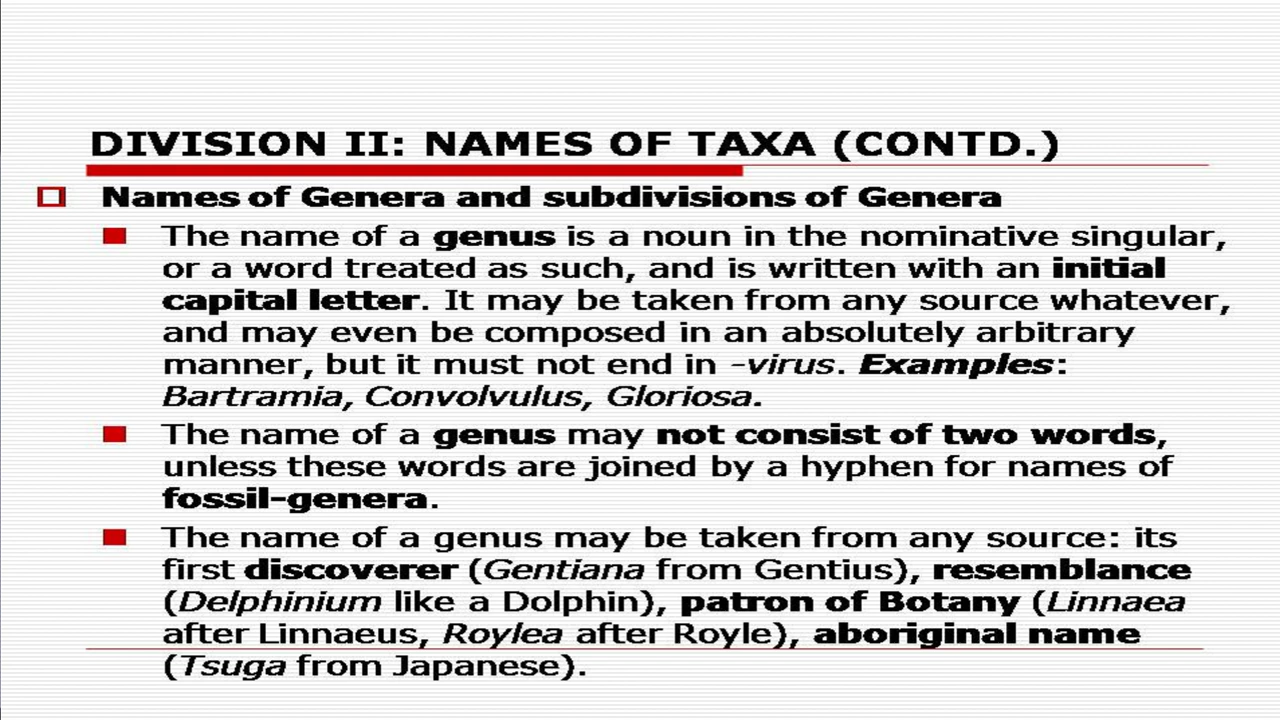 DIVISION II: NAMES OF TAXA (CONTD.)
Names of Genera and subdivisions of Genera
The name of a genus is a noun in the nominative singular,
or a word treated as such, and is written with an initial
capital letter. It may be taken from any source whatever,
and may even be composed in an absolutely arbitrary
manner, but it must not end in –virus. Examples:
Bartramia, Convolvulus, Gloriosa.
The name of a genus may not consist of two words,
unless these words are joined by a hyphen for names of
fossil-genera.
The name of a genus may be taken from any source: its
first discoverer (Gentiana from Gentius), resemblance
(Delphinium like a Dolphin), patron of Botany (Linnaea
after Linnaeus, Roylea after Royle), aboriginal name
(Tsuga from Japanese).